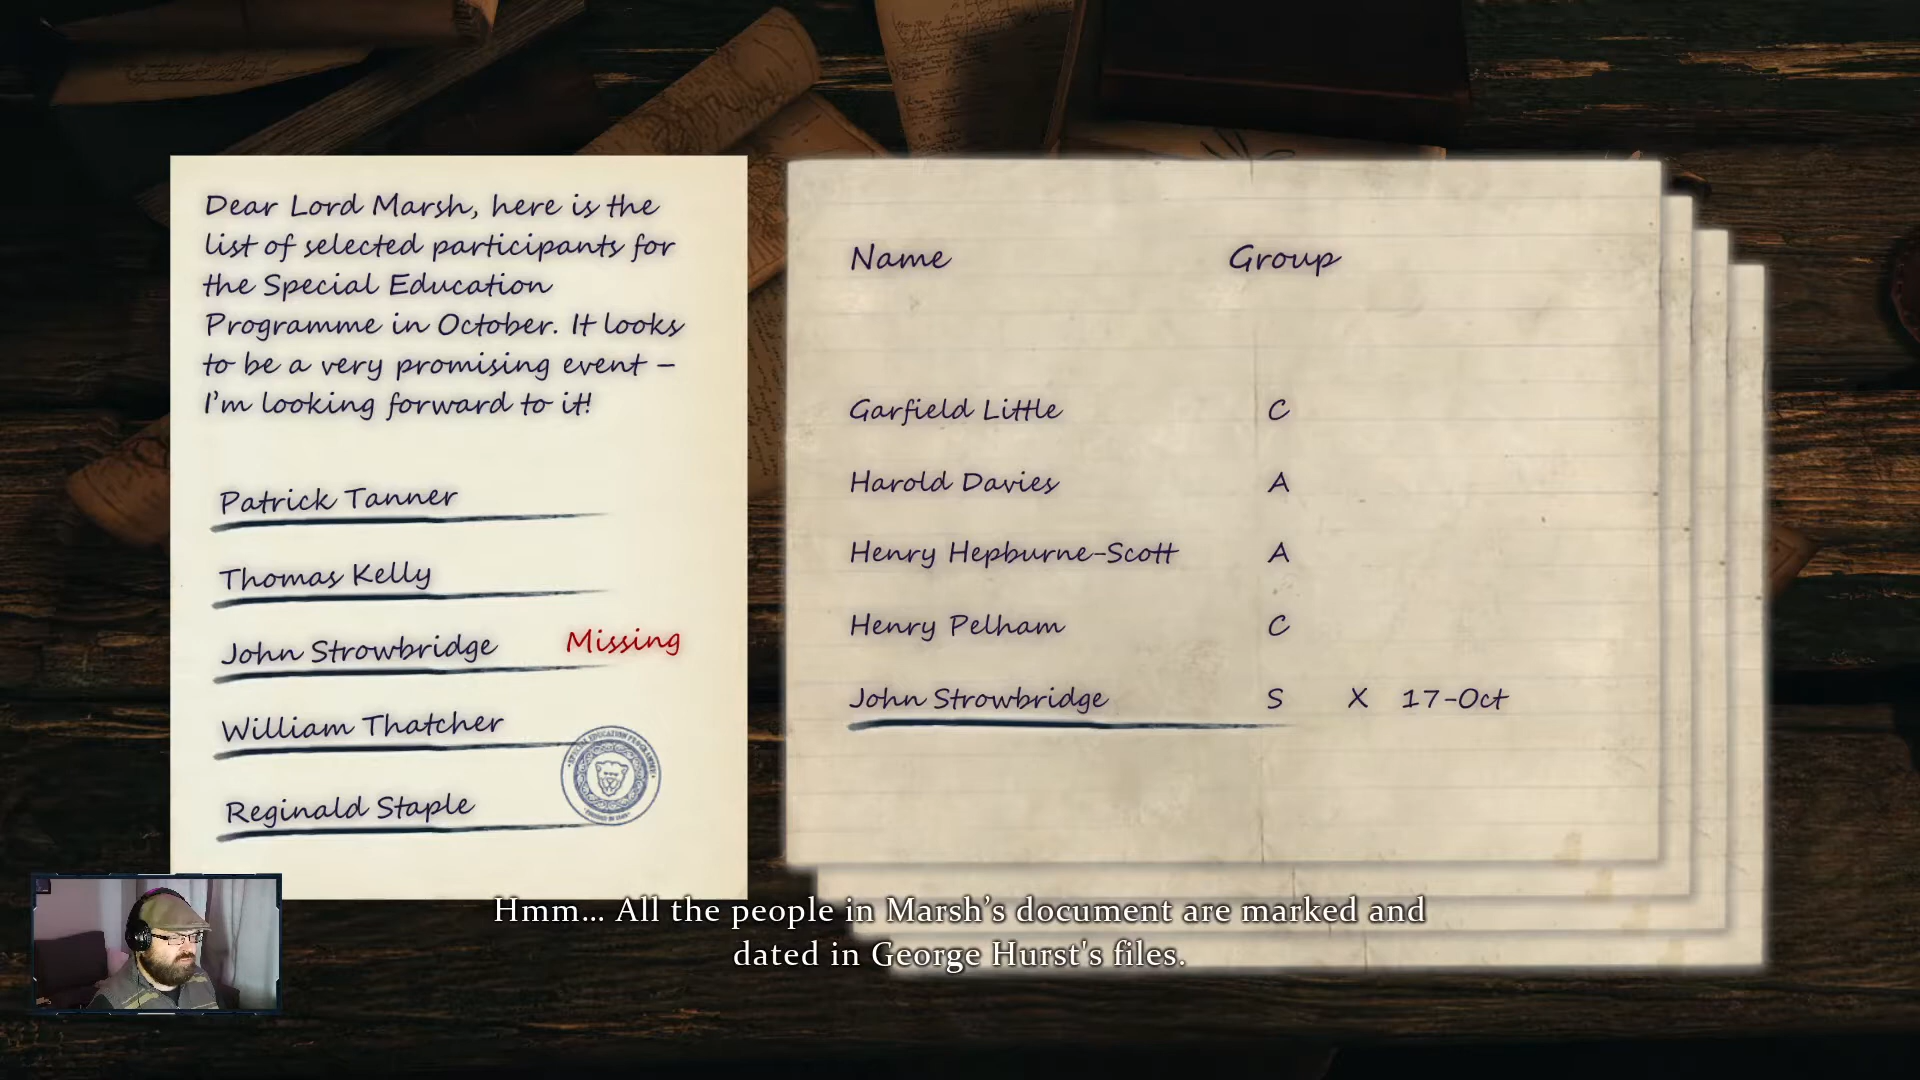 Dear Lord Marsh, here is the
list of selected participants for
the Special Education
Programme in October. It looks
to be a very promising event –
I'm looking forward to it!
Patrick Tanner
Thomas Kelly
John Strowbridge Missing
William Thatcher
Reginald Staple
SPECIAL EDUCATION PROGRAMME
Name Group
Garfield Little C
Harold Davies A
Henry Hepburne-Scott A
Henry Pelham C
John Strowbridge S X 17-Oct
Hmm... All the people in Marsh's document are marked and
dated in George Hurst's files.